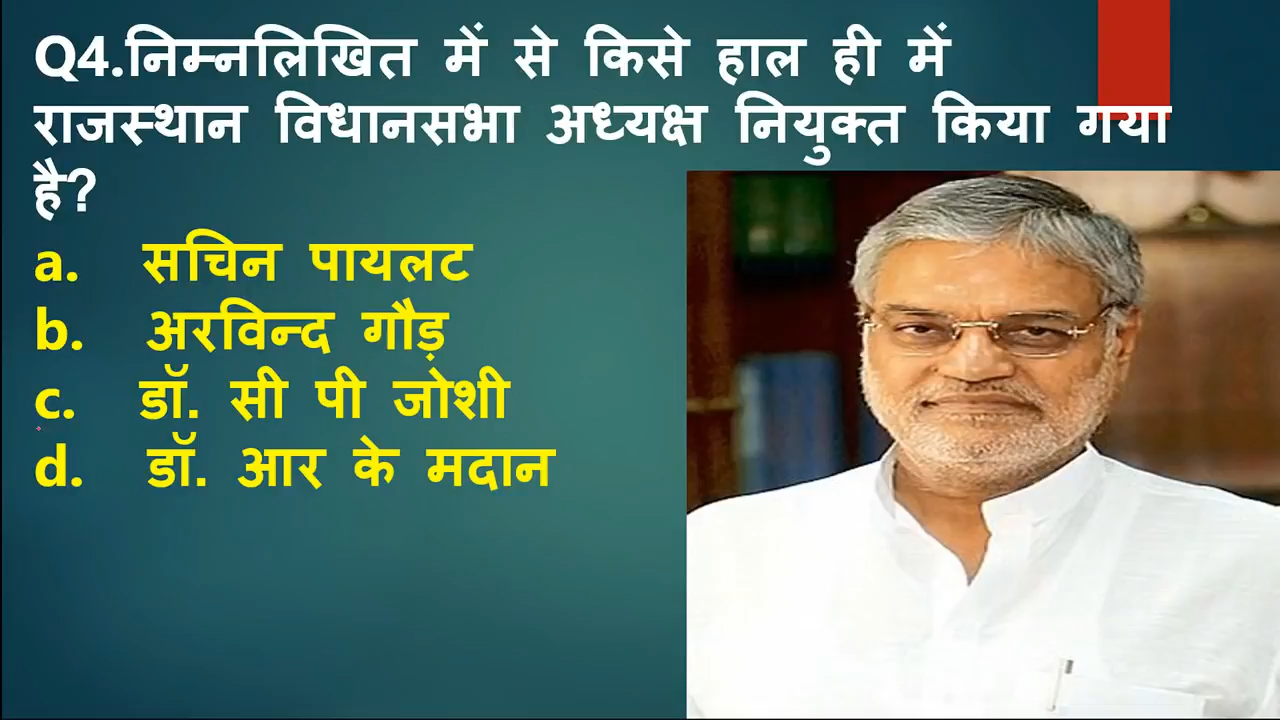 Q4.निम्नलिखित में से किसे हाल ही में
राजस्थान विधानसभा अध्यक्ष नियुक्त किया गया
है?
a. सचिन पायलट
b. अरविन्द गौड़
c. डॉ. सी पी जोशी
d. डॉ. आर के मदान